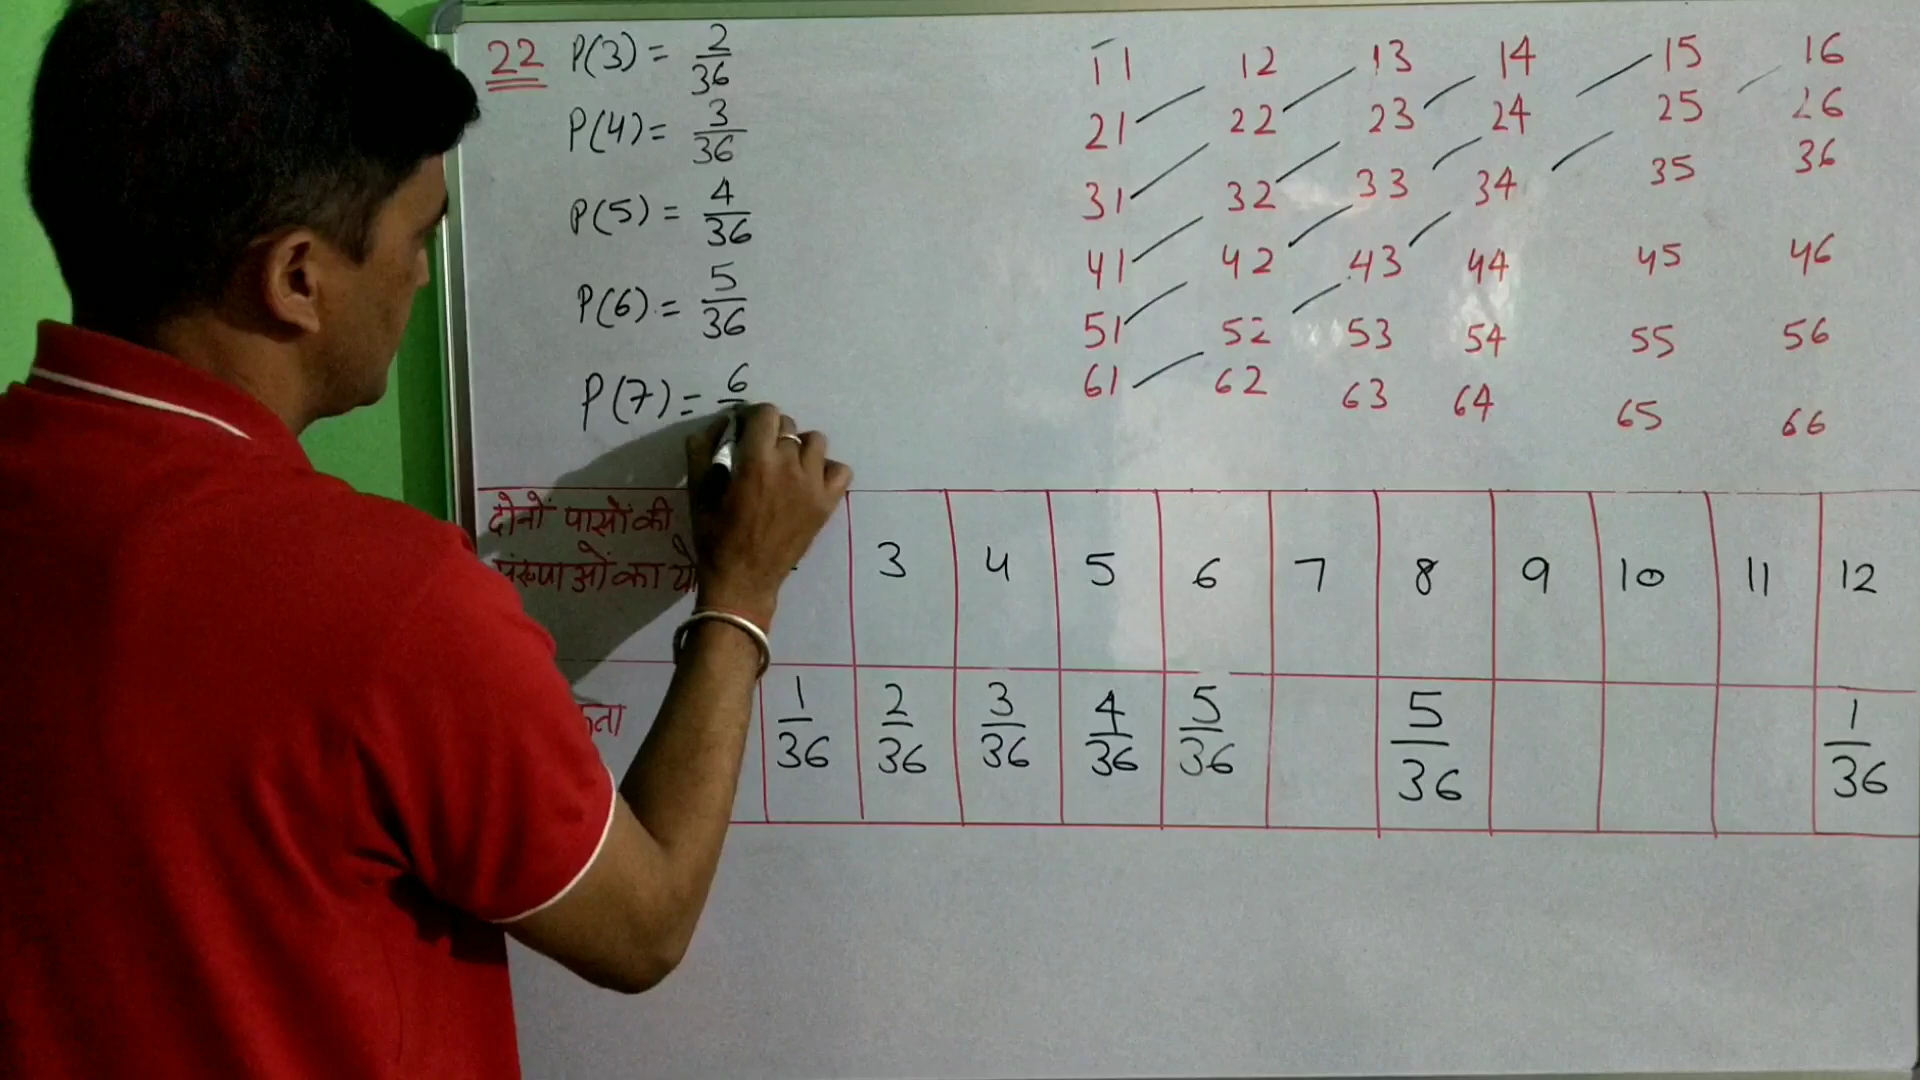 22 P(3) = 2/36
P(4) = 3/36
P(5) = 4/36
P(6) = 5/36
P(7) = 6
11 12 13 14 15 16
21 22 23 24 25 26
31 32 33 34 35 36
41 42 43 44 45 46
51 52 53 54 55 56
61 62 63 64 65 66
दोनों पासों की
संख्याओं का
3 4 5 6 7 8 9 10 11 12
1/36 2/36 3/36 4/36 5/36 5/36 1/36